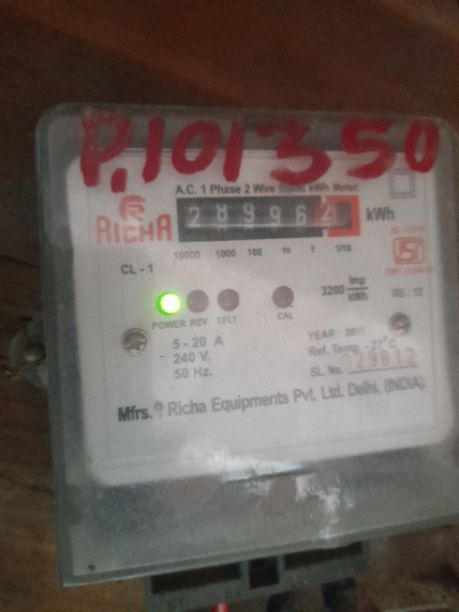 P.101350
A.C. 1 Phase 2 Wire Static kWh Meter.
RICHA
289962 kWh
10000 1000 100 10 1 1/10
CL - 1
3200 Imp/kWh
POWER REV. EFLT CAL
5 - 20 A
240 V.
50 Hz.
YEARː 2011
Ref. Temp. - 27°C
SL. No.
Mfrs. : Richa Equipments Pvt. Ltd. Delhi, (INDIA).